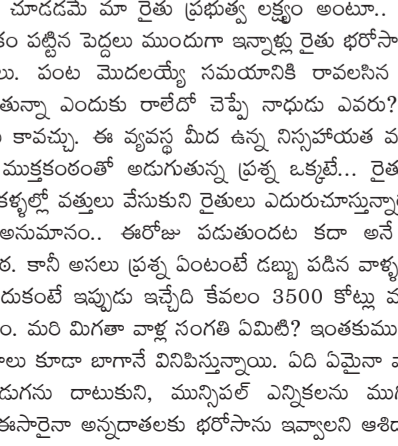 చూడడమే మా రైతు ప్రభుత్వ లక్ష్యం అంటూ..
కం పట్టిన పెద్దలు ముందుగా ఇన్నాళ్లు రైతు భరోసా
లు. పంట మొదలయ్యే సమయానికి రావలసిన
తున్నా ఎందుకు రాలేదో చెప్పే నాధుడు ఎవరు?
కావచ్చు. ఈ వ్యవస్థ మీద ఉన్న నిస్సహాయత
ముక్తకంఠంతో అడుగుతున్న ప్రశ్న ఒక్కటే... రైత
కళ్ళల్లో వత్తులు వేసుకుని రైతులు ఎదురుచూస్తున్నా
అనుమానం.. ఈరోజు పడుతుందట కదా అనే
ఠ. కానీ అసలు ప్రశ్న ఏంటంటే డబ్బు పడిన వాళ్ళ
దుకంటే ఇప్పుడు ఇచ్చేది కేవలం 3500 కోట్లు
ం. మరి మిగతా వాళ్ల సంగతి ఏమిటి? ఇంతకుము
లు కూడా బాగానే వినిపిస్తున్నాయి. ఏది ఏమైనా
డుగను దాటుకుని, మున్సిపల్ ఎన్నికలను ముగ
ఈసారైనా అన్నదాతలకు భరోసాను ఇవ్వాలని ఆశిద